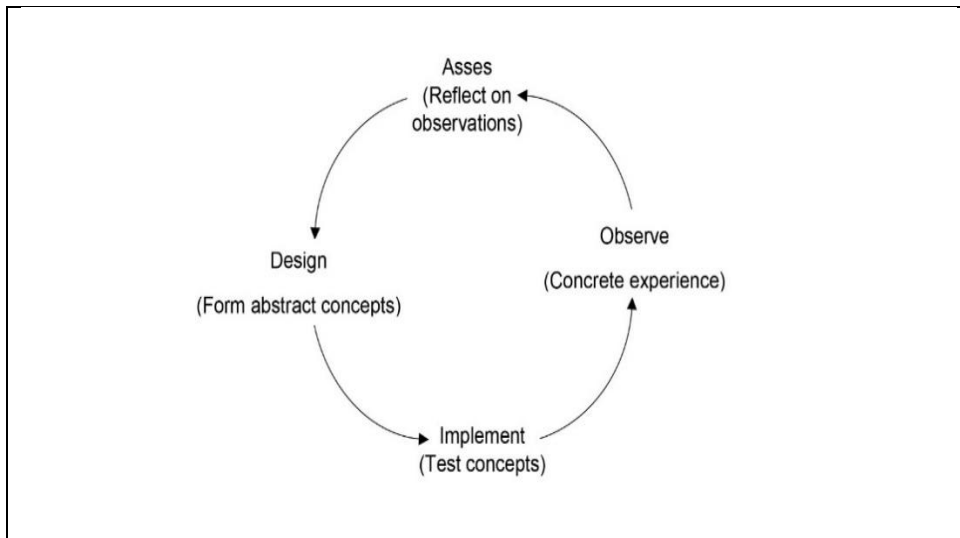 Asses
(Reflect on
observations)
Observe
(Concrete experience)
Design
(Form abstract concepts)
Implement
(Test concepts)